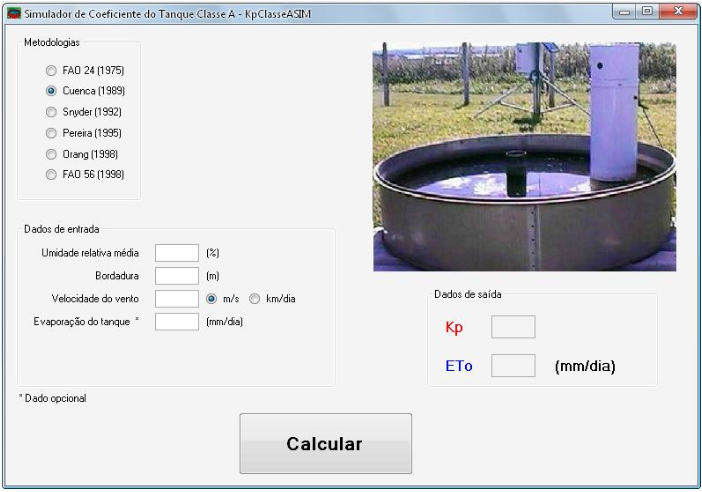 Simulador de Coeficiente do Tanque Classe A - KpClasseASIM
Metodologias
FAO 24 (1975)
Cuenca (1989)
Snyder (1992)
Pereira (1995)
Orang (1998)
FAO 56 (1998)
Dados de entrada
Umidade relativa média (%)
Bordadura (m)
Velocidade do vento m/s km/dia
Evaporação do tanque * (mm/dia)
* Dado opcional
Dados de saída
Kp
ETo (mm/dia)
Calcular